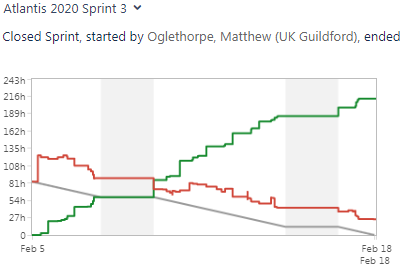 Atlantis 2020 Sprint 3
Closed Sprint, started by Oglethorpe, Matthew (UK Guildford), ended
243h
216h
189h
162h
135h
108h
81h
54h
27h
0
Feb 5
Feb 18
Feb 18